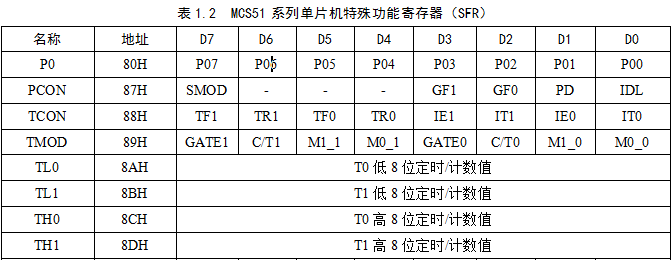 表 1.2 MCS51 系列单片机特殊功能寄存器（SFR）
名称 地址 D7 D6 D5 D4 D3 D2 D1 D0
P0 80H P07 P06 P05 P04 P03 P02 P01 P00
PCON 87H SMOD - - - GF1 GF0 PD IDL
TCON 88H TF1 TR1 TF0 TR0 IE1 IT1 IE0 IT0
TMOD 89H GATE1 C/T1 M1_1 M0_1 GATE0 C/T0 M1_0 M0_0
TL0 8AH T0 低 8 位定时/计数值
TL1 8BH T1 低 8 位定时/计数值
TH0 8CH T0 高 8 位定时/计数值
TH1 8DH T1 高 8 位定时/计数值